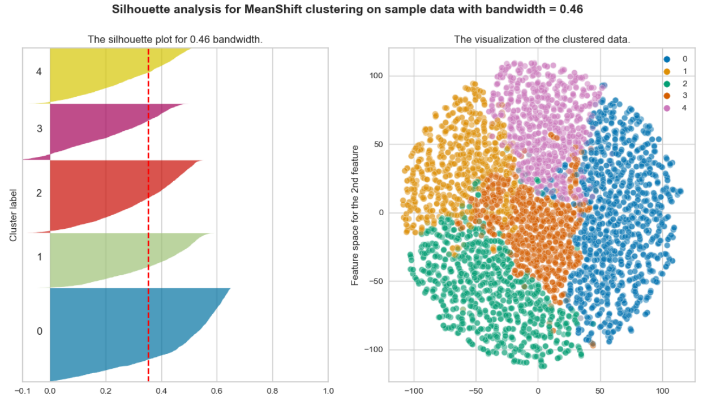 Silhouette analysis for MeanShift clustering on sample data with bandwidth = 0.46
The silhouette plot for 0.46 bandwidth.
Cluster label
4
3
2
1
0
−0.1 0.0 0.2 0.4 0.6 0.8 1.0
The visualization of the clustered data.
Feature space for the 2nd feature
100
50
0
−50
−100
−100 −50 0 50 100
0
1
2
3
4